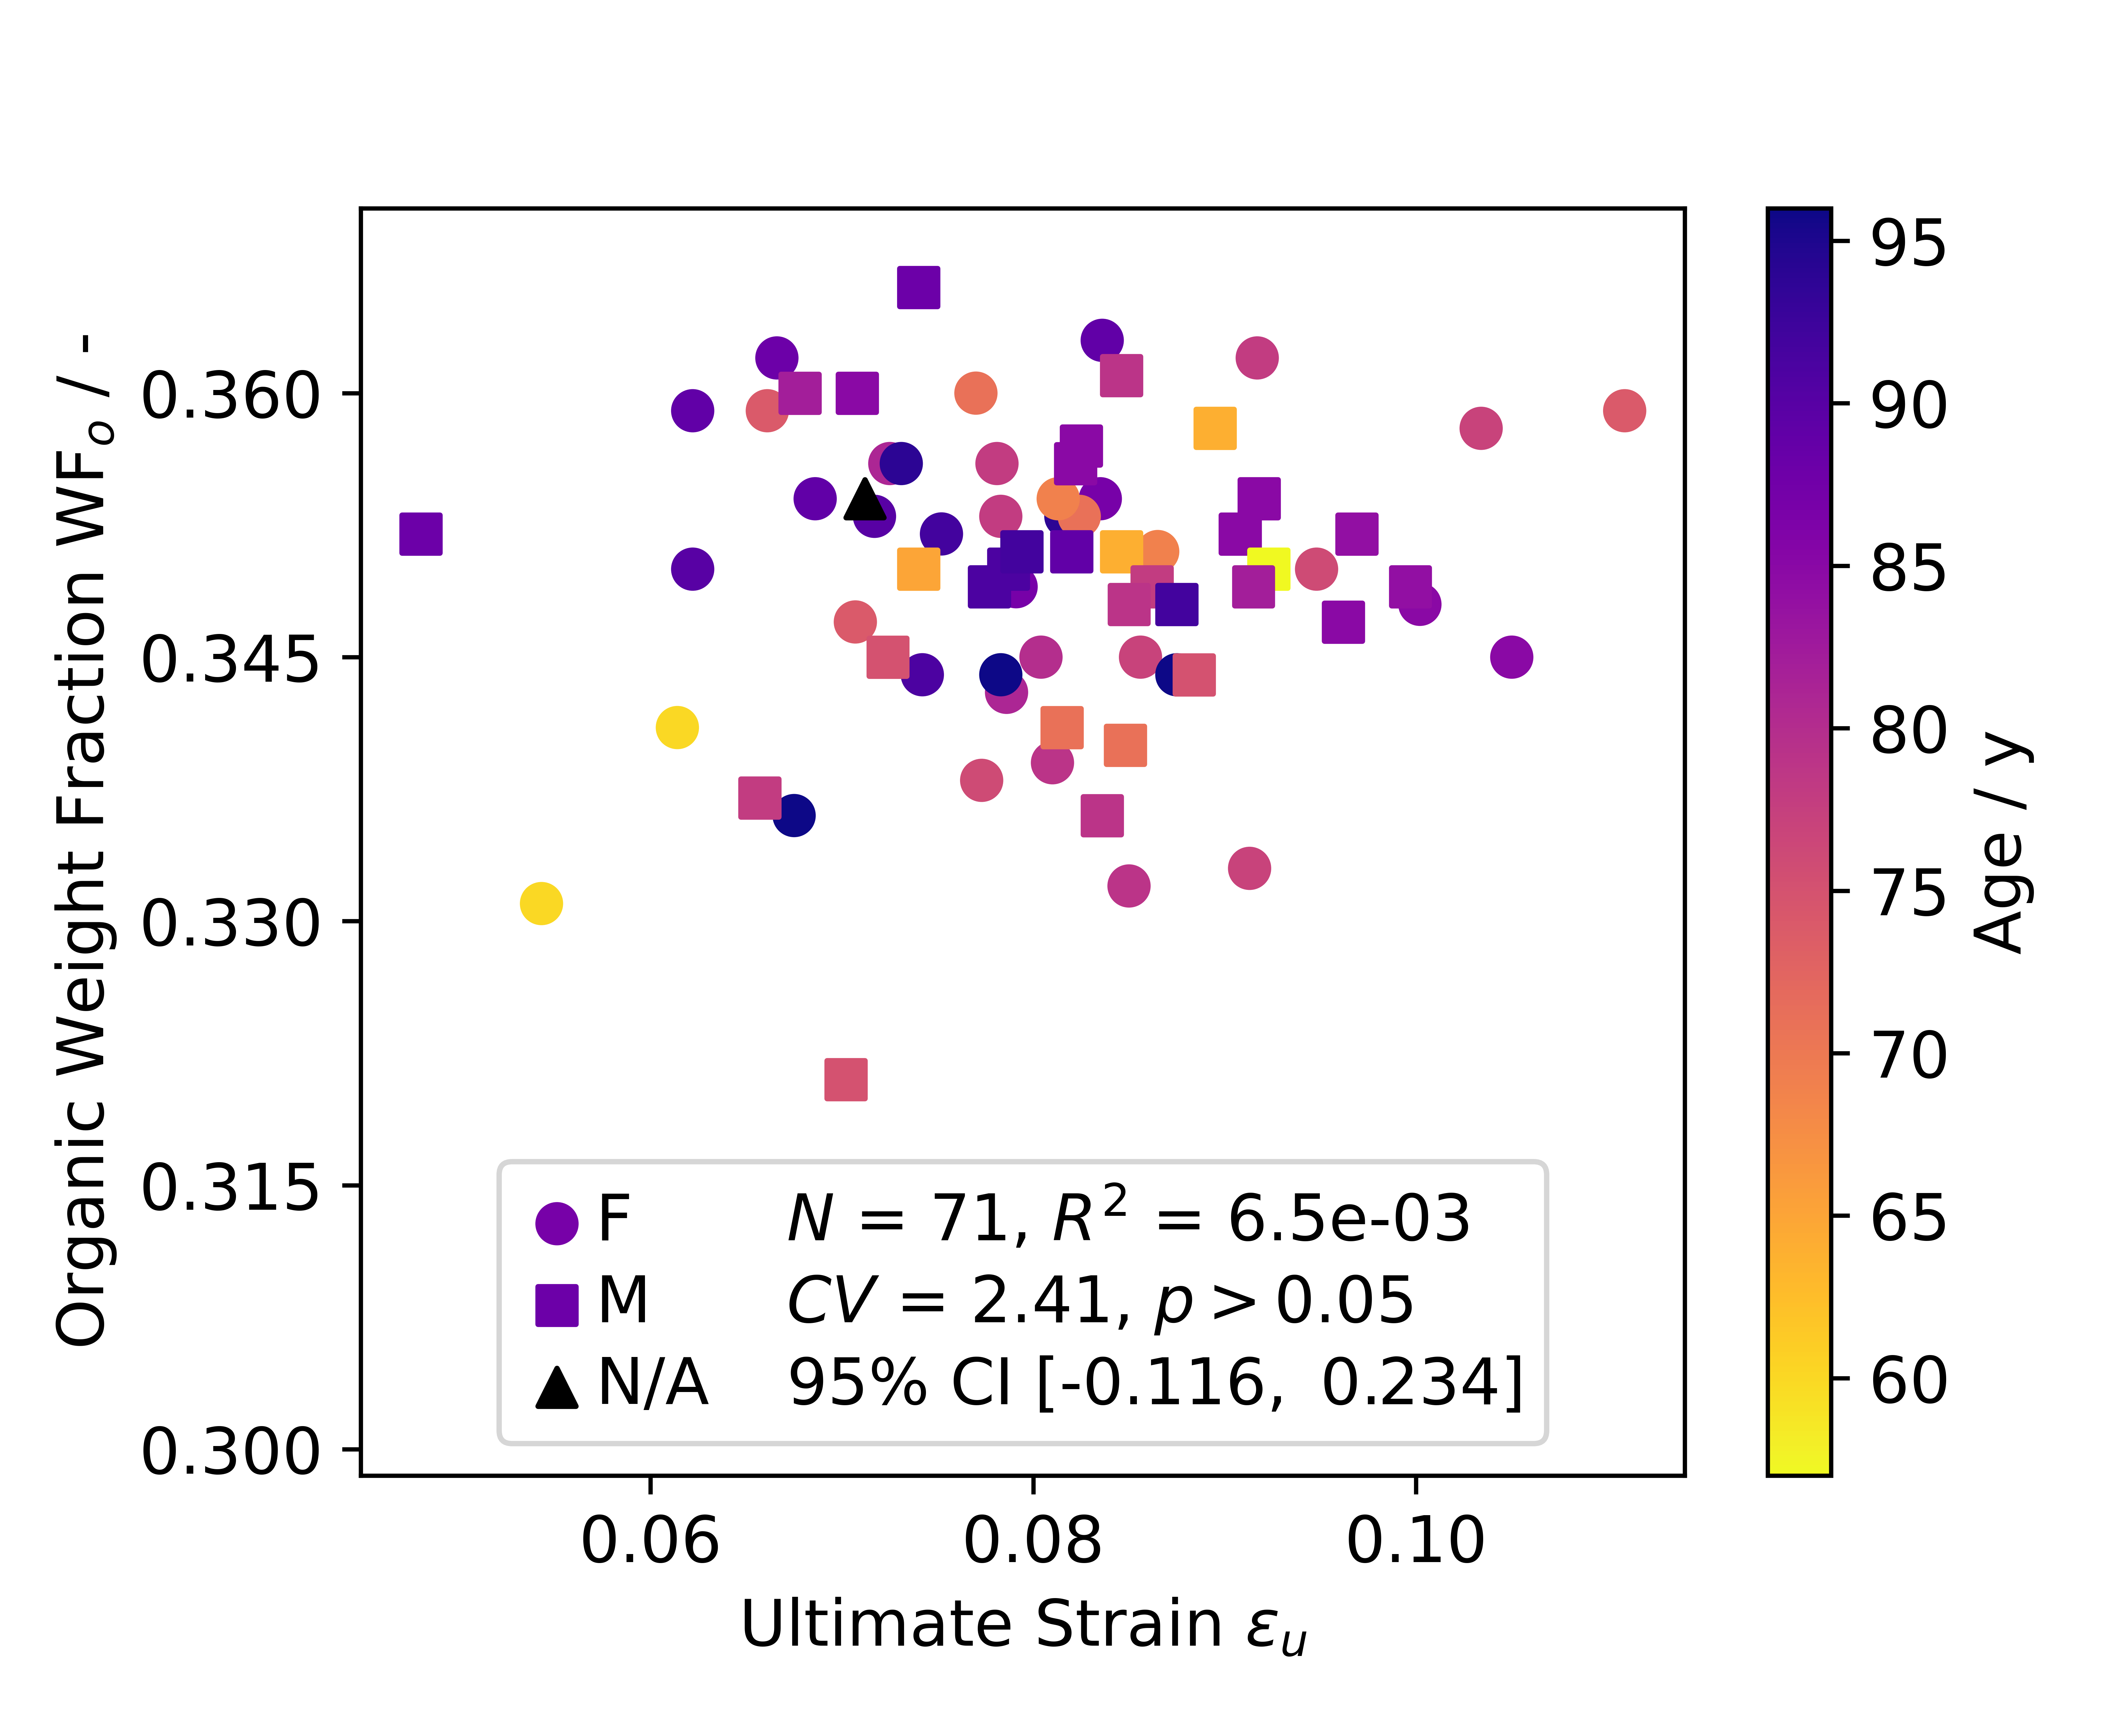 Organic Weight Fraction WFₒ / -
0.360
0.345
0.330
0.315
0.300
F N = 71, R² = 6.5e-03
M CV = 2.41, p > 0.05
N/A 95% CI [-0.116, 0.234]
0.06 0.08 0.10
Ultimate Strain εᵤ
95
90
85
80
75
70
65
60
Age / y